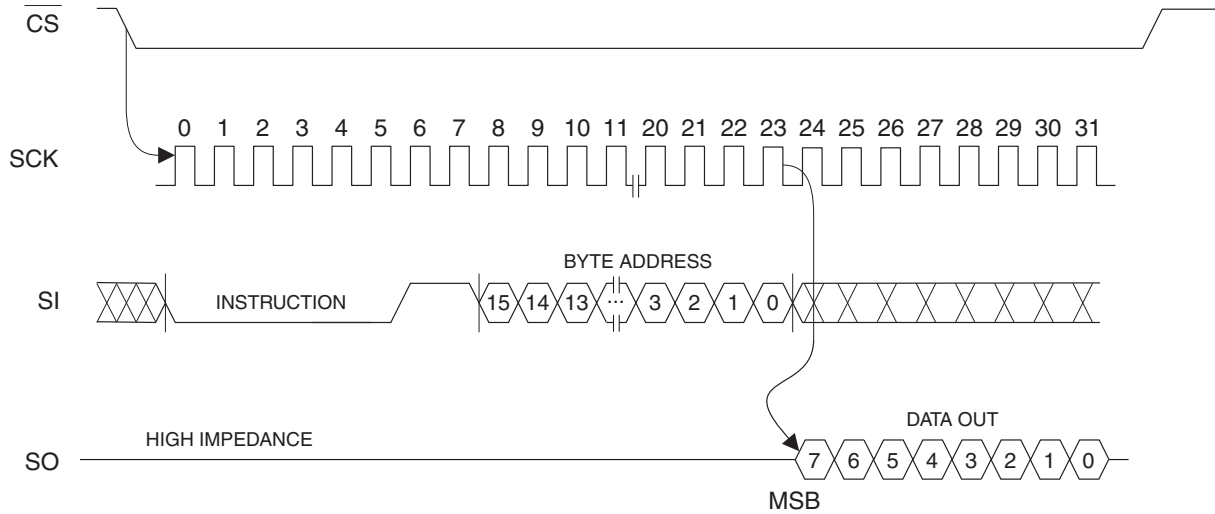 CS
0 1 2 3 4 5 6 7 8 9 10 11 20 21 22 23 24 25 26 27 28 29 30 31
SCK
BYTE ADDRESS
SI INSTRUCTION 15 14 13 ... 3 2 1 0
DATA OUT
HIGH IMPEDANCE
SO 7 6 5 4 3 2 1 0
MSB